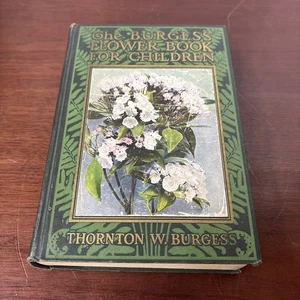 The BURGESS
FLOWER BOOK
FOR CHILDREN
THORNTON W. BURGESS